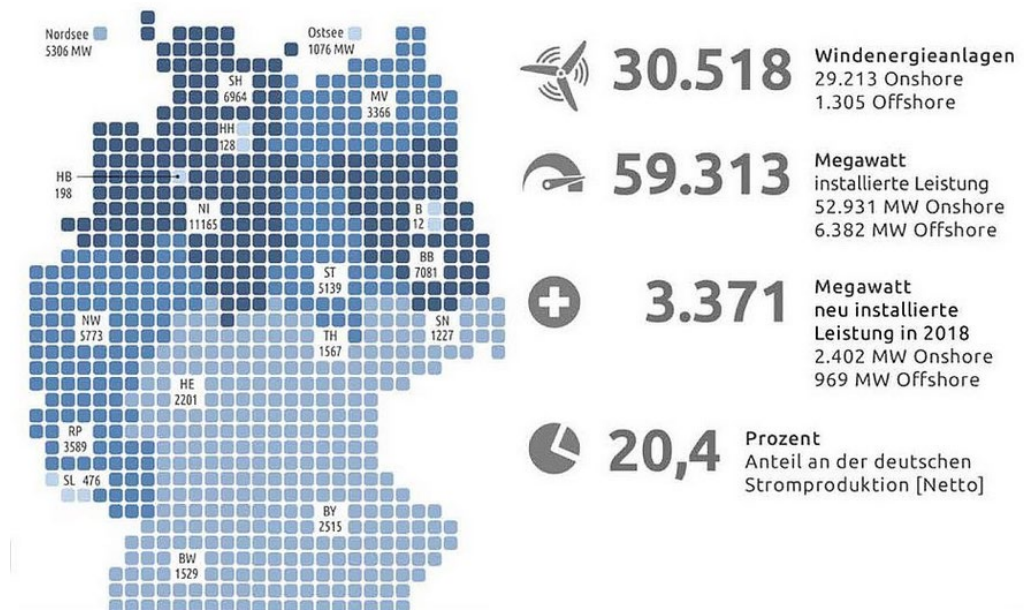 Nordsee
5306 MW
Ostsee
1076 MW
SH
6964
MV
3366
HH
128
HB
198
NI
11165
B
12
BB
7081
ST
5139
NW
5773
SN
1227
TH
1567
HE
2201
RP
3589
SL 476
BY
2515
BW
1529
30.518
Windenergieanlagen
29.213 Onshore
1.305 Offshore
59.313
Megawatt
installierte Leistung
52.931 MW Onshore
6.382 MW Offshore
3.371
Megawatt
neu installierte
Leistung in 2018
2.402 MW Onshore
969 MW Offshore
20,4
Prozent
Anteil an der deutschen
Stromproduktion [Netto]